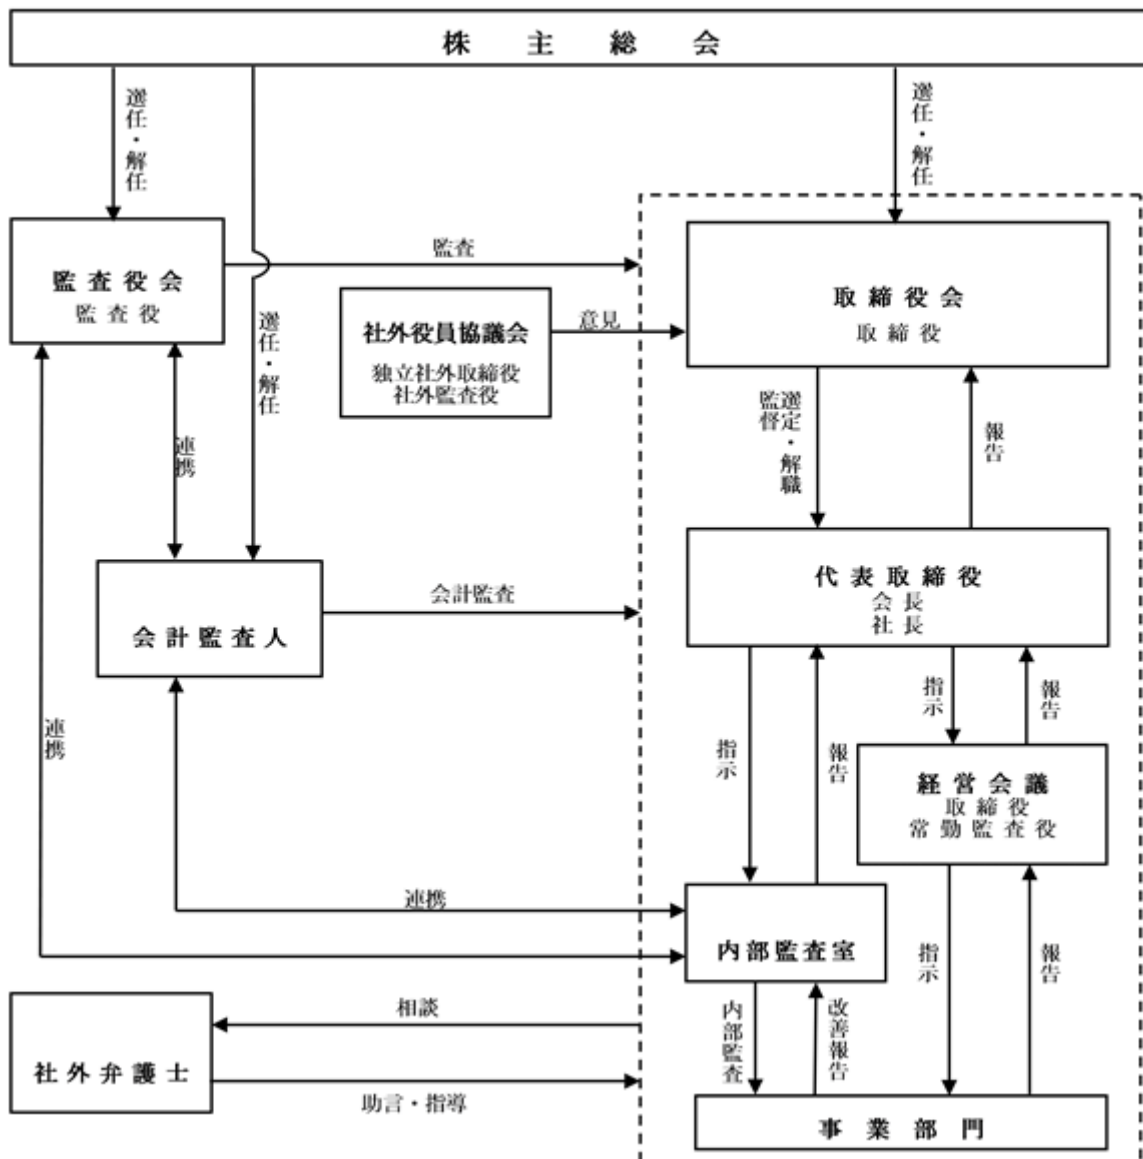 株主総会
選任・解任
選任・解任
選任・解任
監査役会
監査役
監査
社外役員協議会
独立社外取締役
社外監査役
意見
取締役会
取締役
連携
選定・解職
監督
報告
会計監査人
会計監査
代表取締役
会長
社長
連携
指示
報告
指示
報告
経営会議
取締役
常勤監査役
連携
内部監査室
指示
報告
社外弁護士
相談
助言・指導
内部監査
改善報告
事業部門